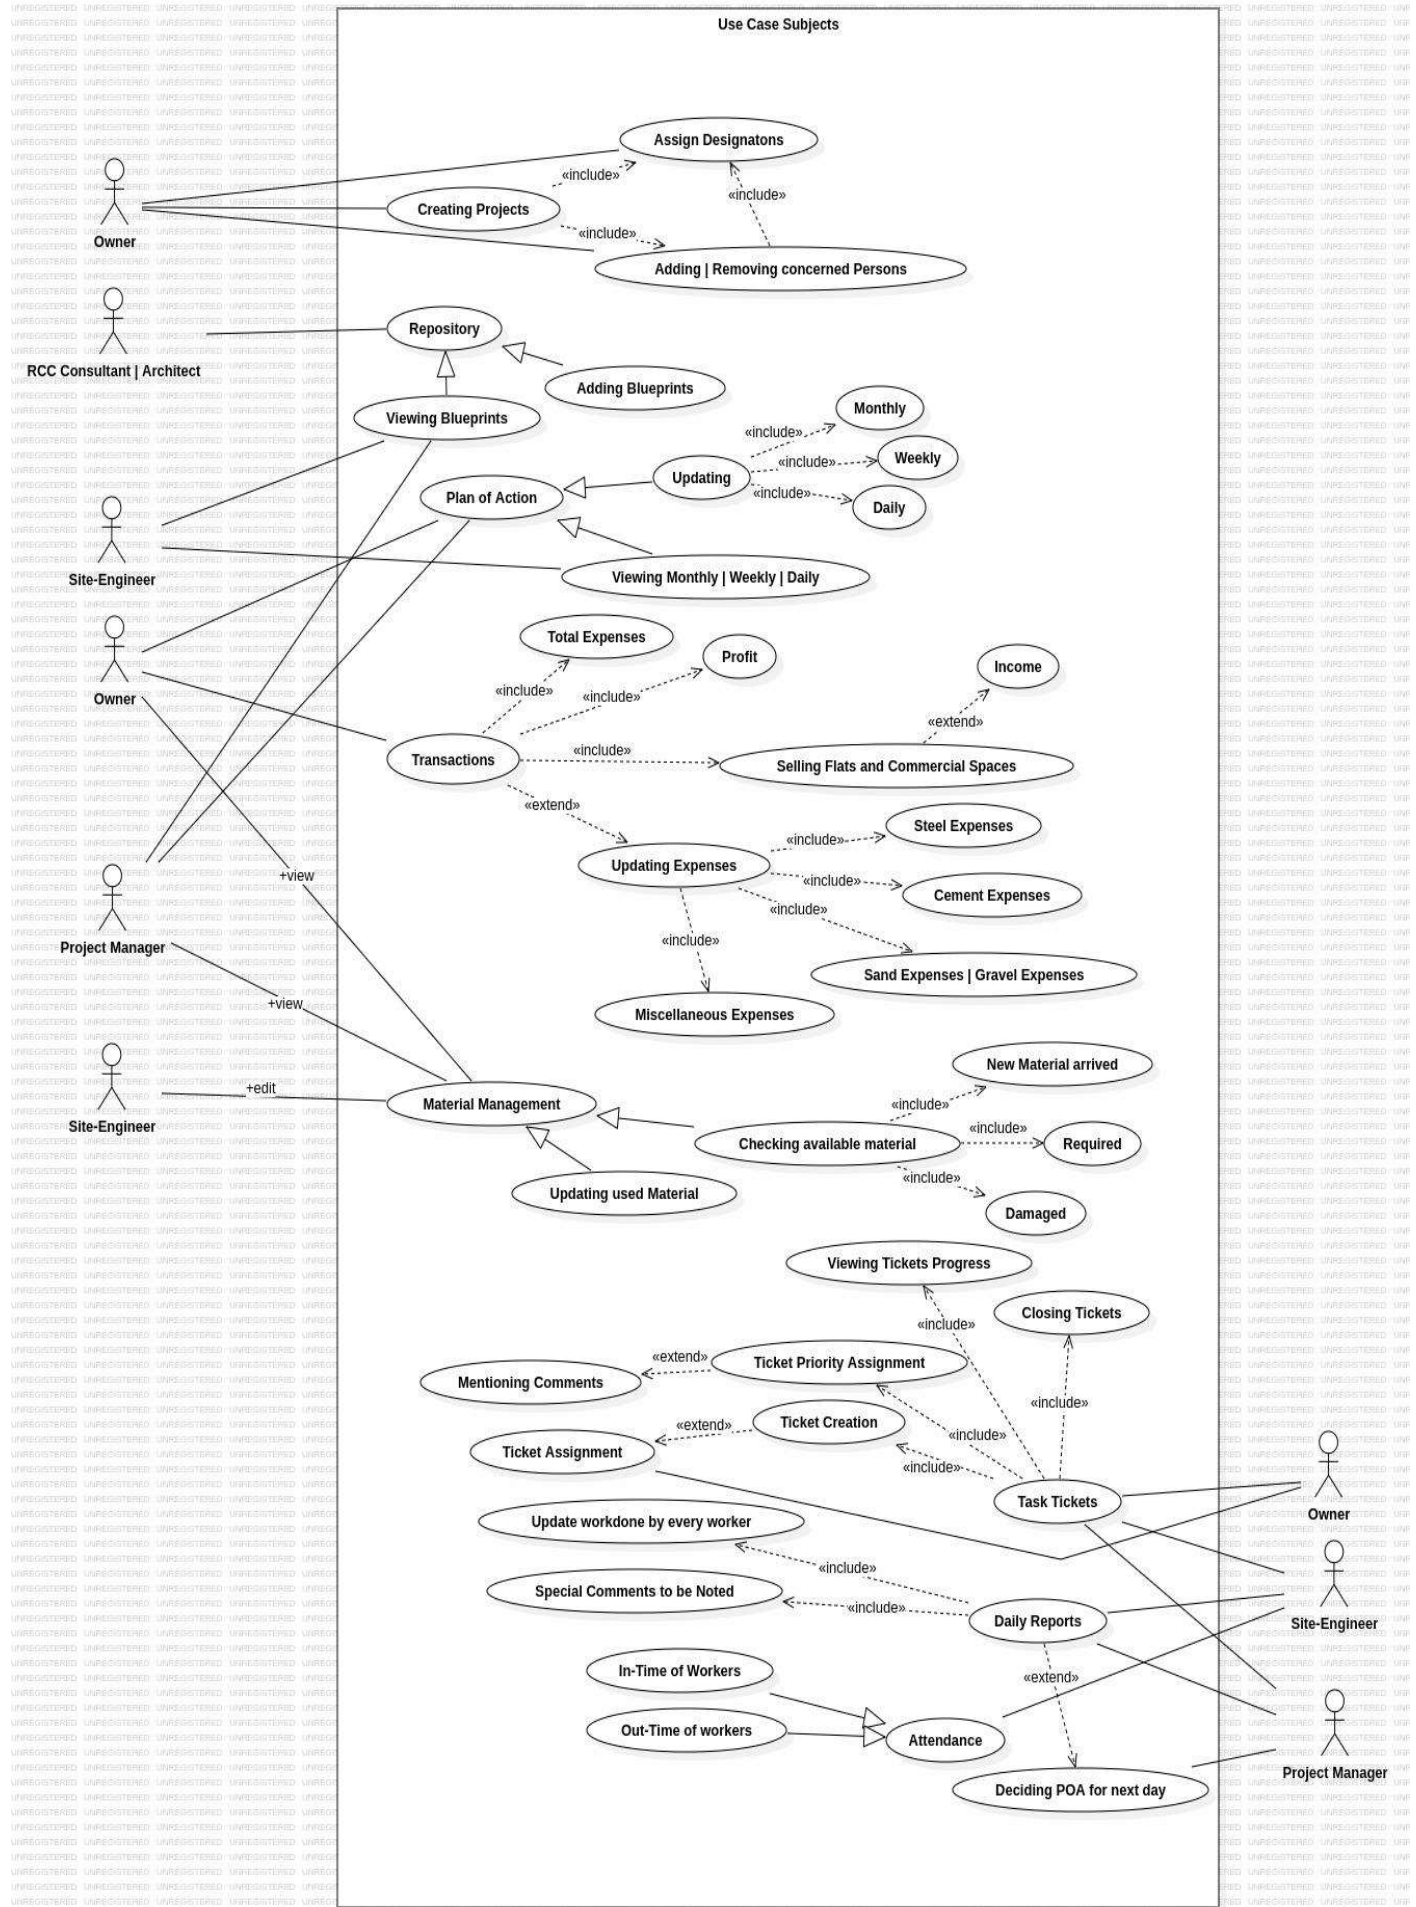 Use Case Subjects
Assign Designatons
«include»
«include»
Creating Projects
Owner
«include»
Adding | Removing concerned Persons
Repository
RCC Consultant | Architect
Adding Blueprints
Viewing Blueprints
Monthly
«include»
Weekly
«include»
Updating
«include»
Plan of Action
Daily
Viewing Monthly | Weekly | Daily
Site-Engineer
Total Expenses
Profit
Income
«include»
«include»
Owner
«extend»
«include»
Transactions
Selling Flats and Commercial Spaces
«extend»
Steel Expenses
«include»
Updating Expenses
+view
«include»
Cement Expenses
«include»
«include»
Project Manager
Sand Expenses | Gravel Expenses
+view
Miscellaneous Expenses
New Material arrived
+edit
Material Management
«include»
Site-Engineer
«include»
Checking available material
Required
«include»
Updating used Material
Damaged
Viewing Tickets Progress
Closing Tickets
«include»
«extend»
Ticket Priority Assignment
Mentioning Comments
«include»
Ticket Creation
«extend»
«include»
Ticket Assignment
«include»
Task Tickets
Owner
Update workdone by every worker
«include»
Special Comments to be Noted
«include»
Daily Reports
Site-Engineer
In-Time of Workers
«extend»
Out-Time of workers
Attendance
Project Manager
Deciding POA for next day